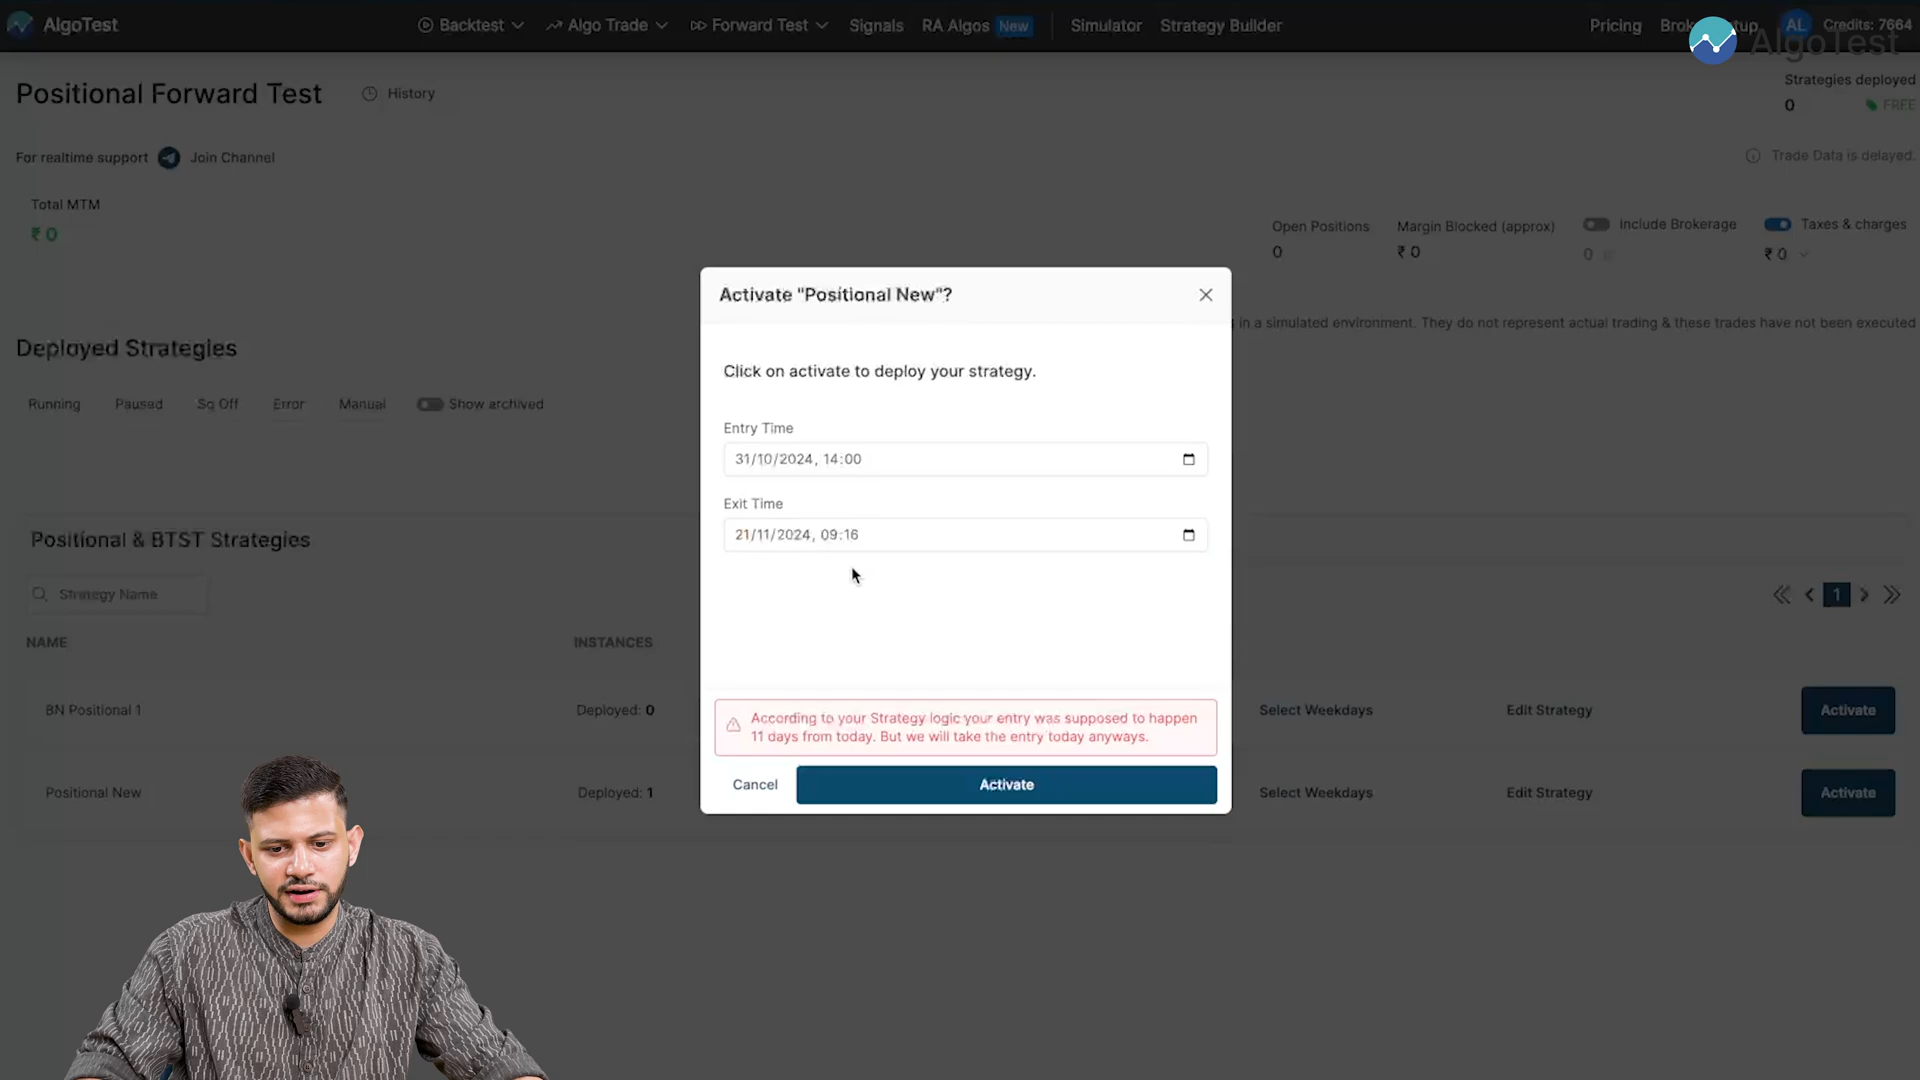 AlgoTest
Backtest
Algo Trade
Forward Test
Signals
RA Algos New
Simulator
Strategy Builder
Pricing
AL
Credits: 7664
AlgoTest
Positional Forward Test
History
Strategies deployed
0
FREE
For realtime support
Join Channel
Trade Data is delayed.
Total MTM
₹ 0
Open Positions
0
Margin Blocked (approx)
₹ 0
Include Brokerage
0
Taxes & charges
₹ 0
in a simulated environment. They do not represent actual trading & these trades have not been executed
Deployed Strategies
Running
Paused
Sq Off
Error
Manual
Show archived
Activate "Positional New"?
Click on activate to deploy your strategy.
Entry Time
31/10/2024, 14:00
Exit Time
21/11/2024, 09:16
According to your Strategy logic your entry was supposed to happen
11 days from today. But we will take the entry today anyways.
Cancel
Activate
Positional & BTST Strategies
Strategy Name
1
NAME
INSTANCES
BN Positional 1
Deployed: 0
Select Weekdays
Edit Strategy
Activate
Positional New
Deployed: 1
Select Weekdays
Edit Strategy
Activate